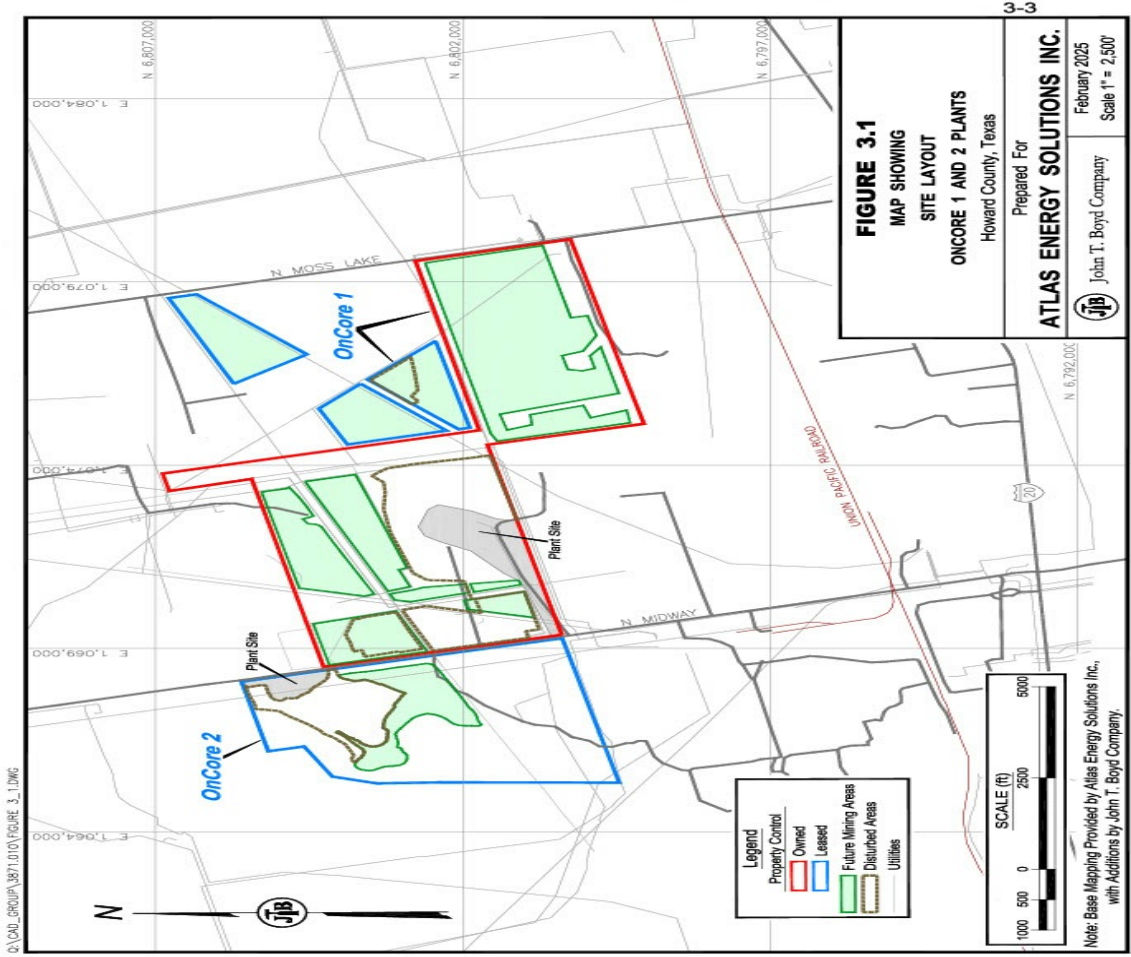 3-3
Q:\CAD_GROUP\3871.010\FIGURE 3_1.DWG
N 6,807,000
N 6,802,000
N 6,797,000
N 6,792,000
E 1,084,000
E 1,079,000
E 1,074,000
E 1,069,000
E 1,064,000
N MOSS LAKE
OnCore 1
Plant Site
N MIDWAY
UNION PACIFIC RAILROAD
20
Plant Site
OnCore 2
N
JTB
Legend
Property Control
Owned
Leased
Future Mining Areas
Disturbed Areas
Utilities
SCALE (ft)
1000 500 0 2500 5000
Note: Base Mapping Provided by Atlas Energy Solutions Inc.,
with Additions by John T. Boyd Company.
FIGURE 3.1
MAP SHOWING
SITE LAYOUT
ONCORE 1 AND 2 PLANTS
Howard County, Texas
Prepared For
ATLAS ENERGY SOLUTIONS INC.
JTB John T. Boyd Company
February 2025
Scale 1" = 2,500'